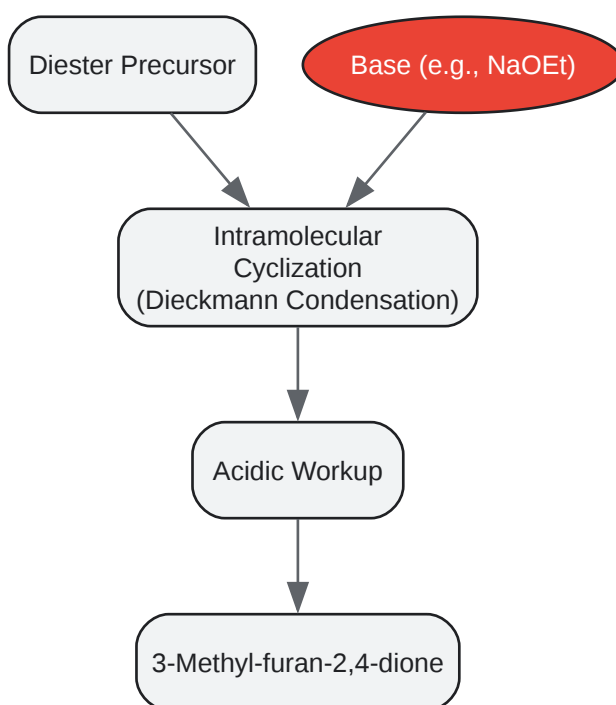 Diester Precursor
Base (e.g., NaOEt)
Intramolecular
Cyclization
(Dieckmann Condensation)
Acidic Workup
3-Methyl-furan-2,4-dione